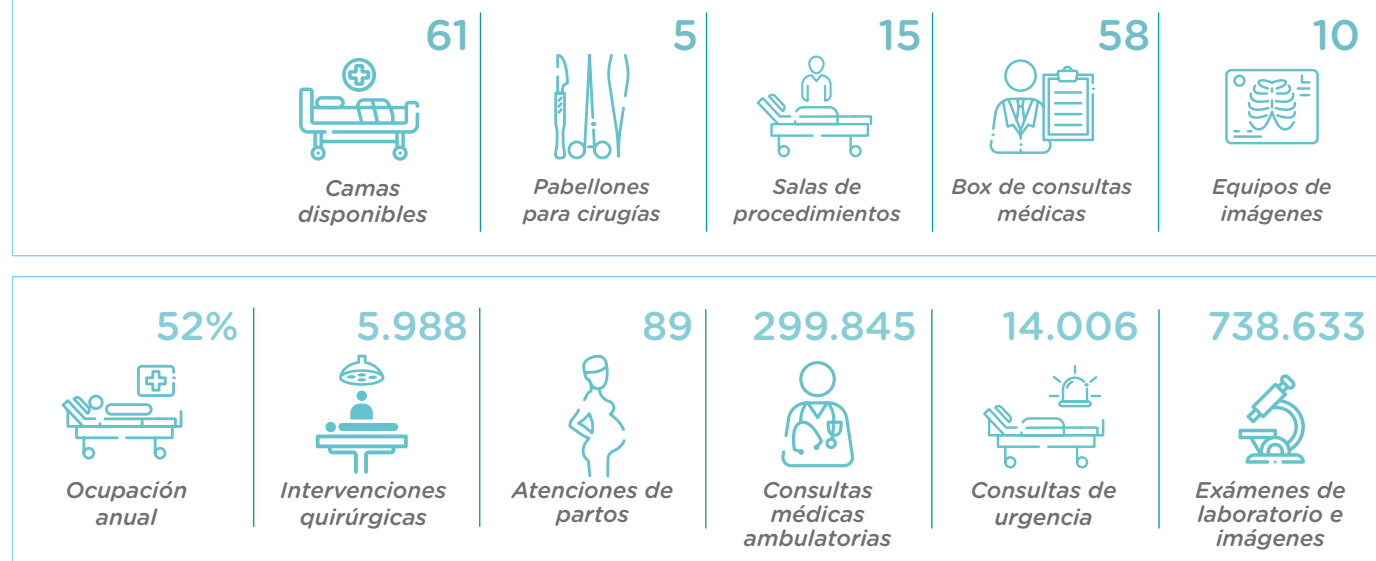 61
Camas
disponibles
5
Pabellones
para cirugías
15
Salas de
procedimientos
58
Box de consultas
médicas
10
Equipos de
imágenes
52%
Ocupación
anual
5.988
Intervenciones
quirúrgicas
89
Atenciones de
partos
299.845
Consultas
médicas
ambulatorias
14.006
Consultas de
urgencia
738.633
Exámenes de
laboratorio e
imágenes